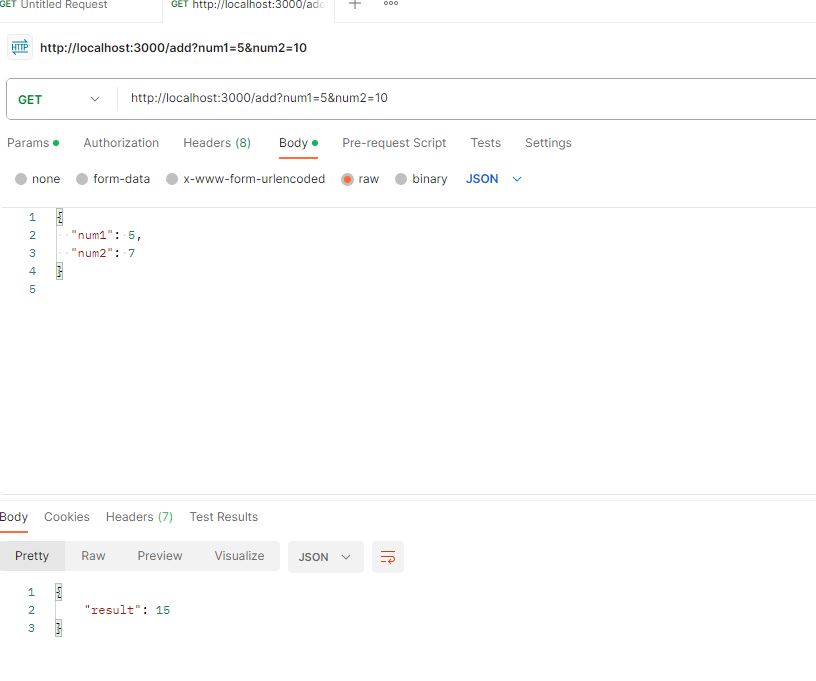 GET Untitled Request GET http://localhost:3000/add
HTTP http://localhost:3000/add?num1=5&num2=10
GET http://localhost:3000/add?num1=5&num2=10
Params Authorization Headers (8) Body Pre-request Script Tests Settings
none form-data x-www-form-urlencoded raw binary JSON
1 {
2 "num1": 5,
3 "num2": 7
4 }
5
Body Cookies Headers (7) Test Results
Pretty Raw Preview Visualize JSON
1 {
2 "result": 15
3 }